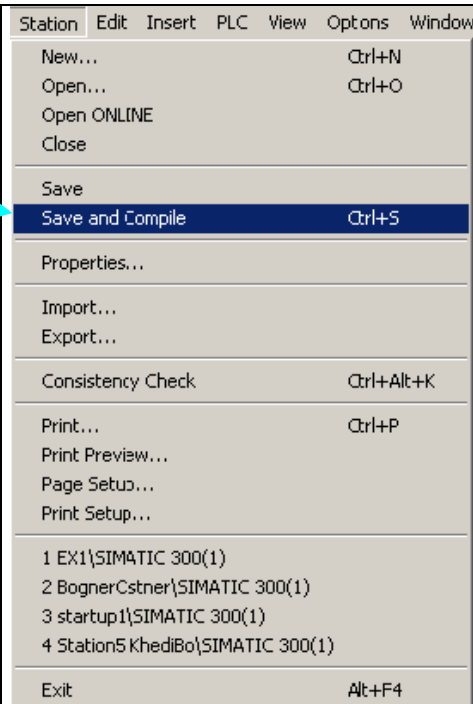 Station Edit Insert PLC View Options Window
New... Ctrl+N
Open... Ctrl+O
Open ONLINE
Close
Save
Save and Compile Ctrl+S
Properties...
Import...
Export...
Consistency Check Ctrl+Alt+K
Print... Ctrl+P
Print Preview...
Page Setup...
Print Setup...
1 EX1\SIMATIC 300(1)
2 BognerCstner\SIMATIC 300(1)
3 startup1\SIMATIC 300(1)
4 Station5 KhediBo\SIMATIC 300(1)
Exit Alt+F4